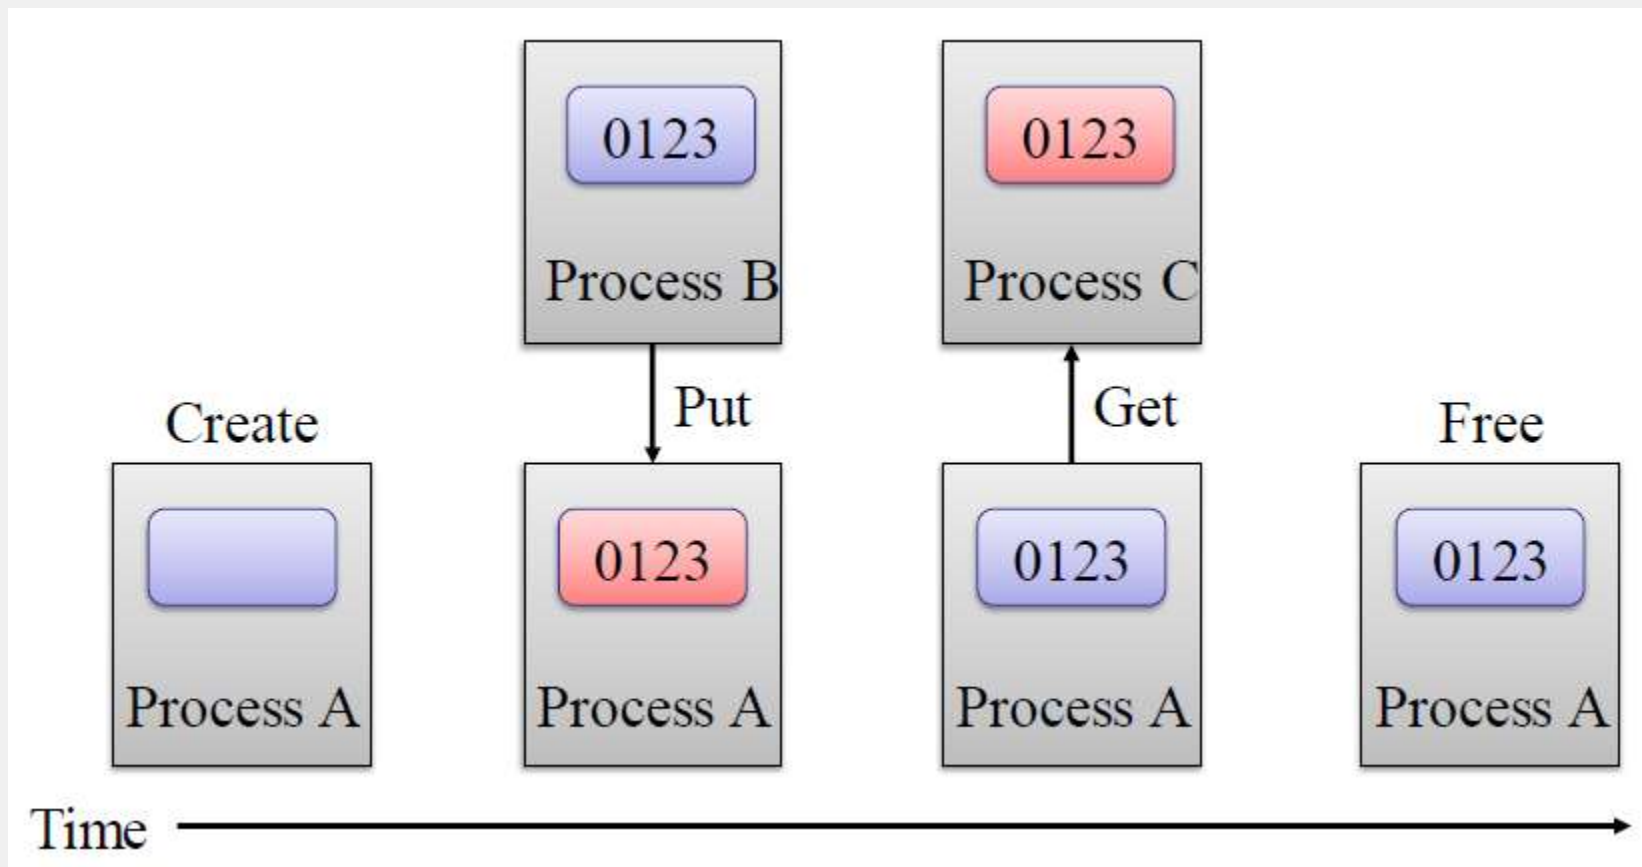 0123
Process B
0123
Process C
Put
Get
Create
Free
Process A
0123
Process A
0123
Process A
0123
Process A
Time